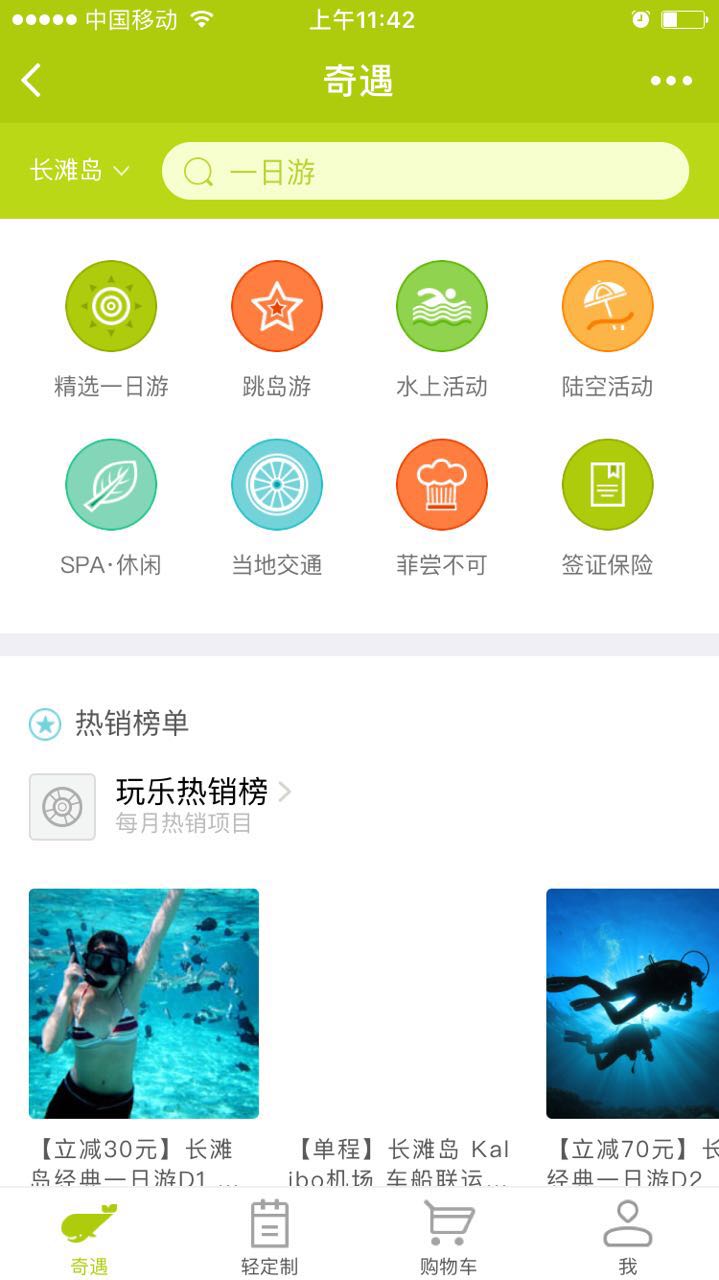 中国移动 上午11:42
奇遇
长滩岛 一日游
精选一日游 跳岛游 水上活动 陆空活动
SPA·休闲 当地交通 菲尝不可 签证保险
热销榜单
玩乐热销榜
每月热销项目
【立减30元】长滩
岛经典一日游D1 ...
【单程】长滩岛 Kal
ibo机场 车船联运...
【立减70元】长
经典一日游D2
奇遇 轻定制 购物车 我